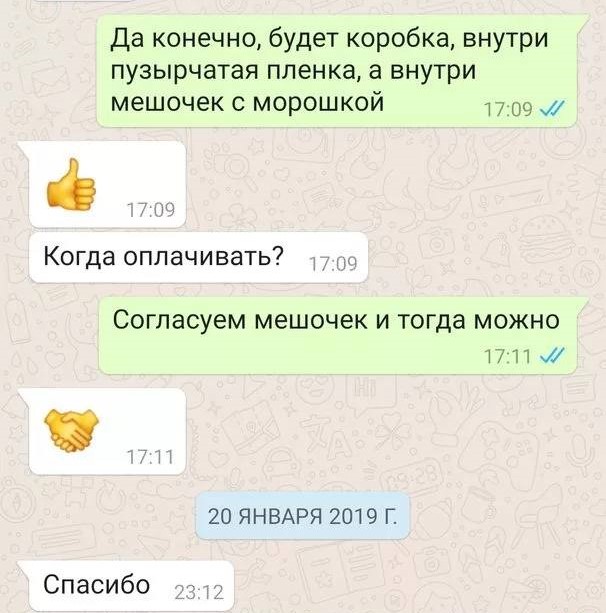 Да конечно, будет коробка, внутри
пузырчатая пленка, а внутри
мешочек с морошкой
17:09
17:09
Когда оплачивать?
17:09
Согласуем мешочек и тогда можно
17:11
17:11
20 ЯНВАРЯ 2019 Г.
Спасибо
23:12